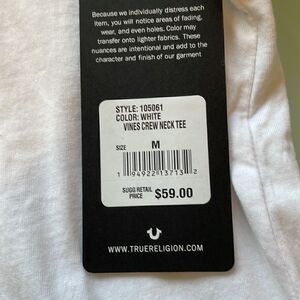 Because we individually distress each
item, you will notice areas of fading,
wear, and even holes. Color may
transfer onto lighter fabrics. These
nuances are intentional and add to the
character and finish of our garment
STYLE: 105061
COLOR: WHITE
VINES CREW NECK TEE
SIZE M
1 94922 13713 2
SUGG RETAIL
PRICE $59.00
WWW.TRUERELIGION.COM